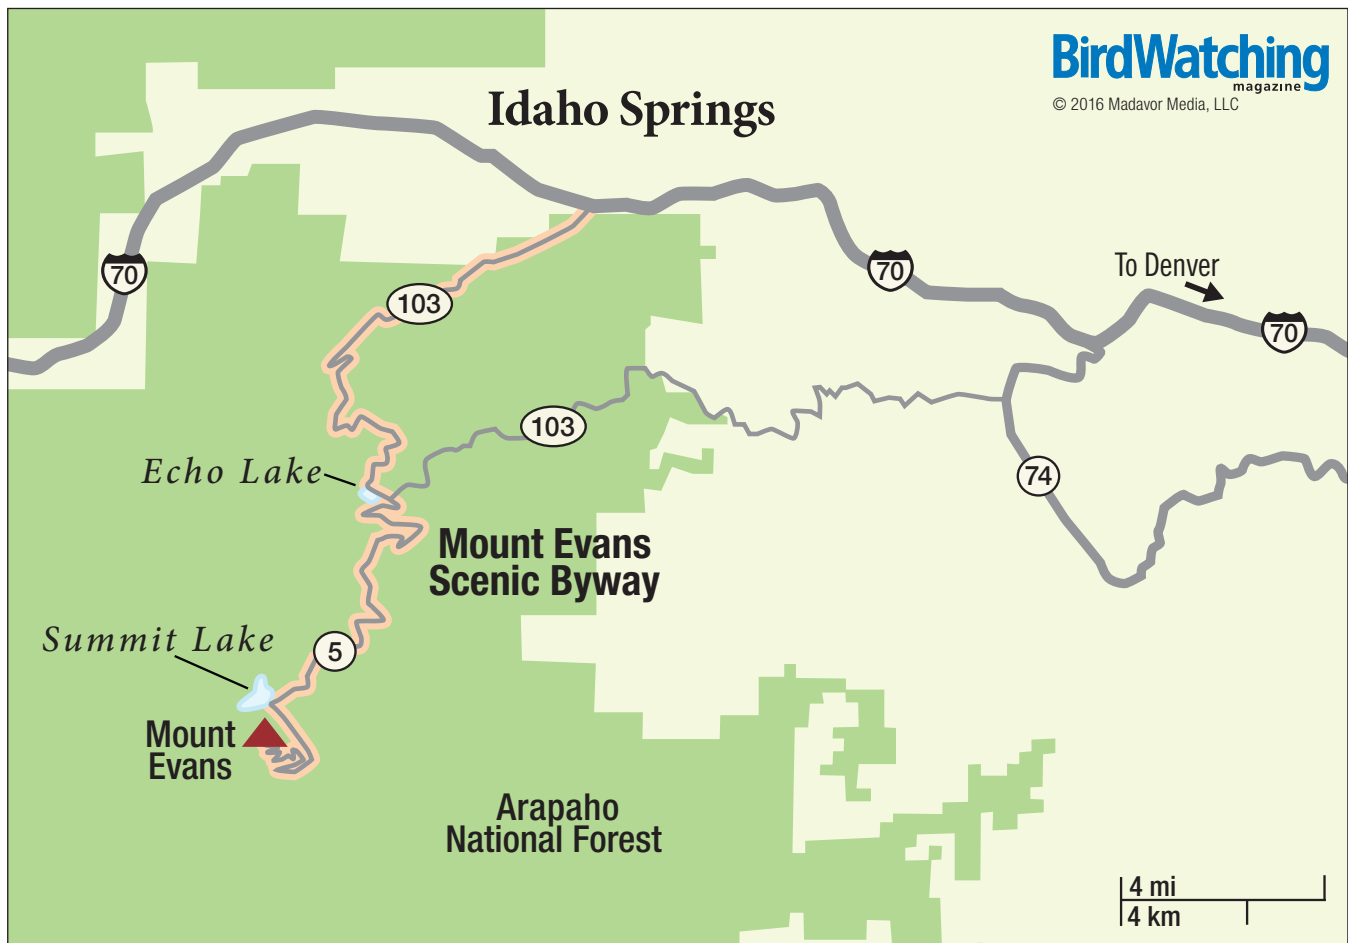 BirdWatching
magazine
© 2016 Madavor Media, LLC
Idaho Springs
To Denver
70
70
70
103
103
Echo Lake
74
Mount Evans
Scenic Byway
Summit Lake
5
Mount
Evans
Arapaho
National Forest
4 mi
4 km